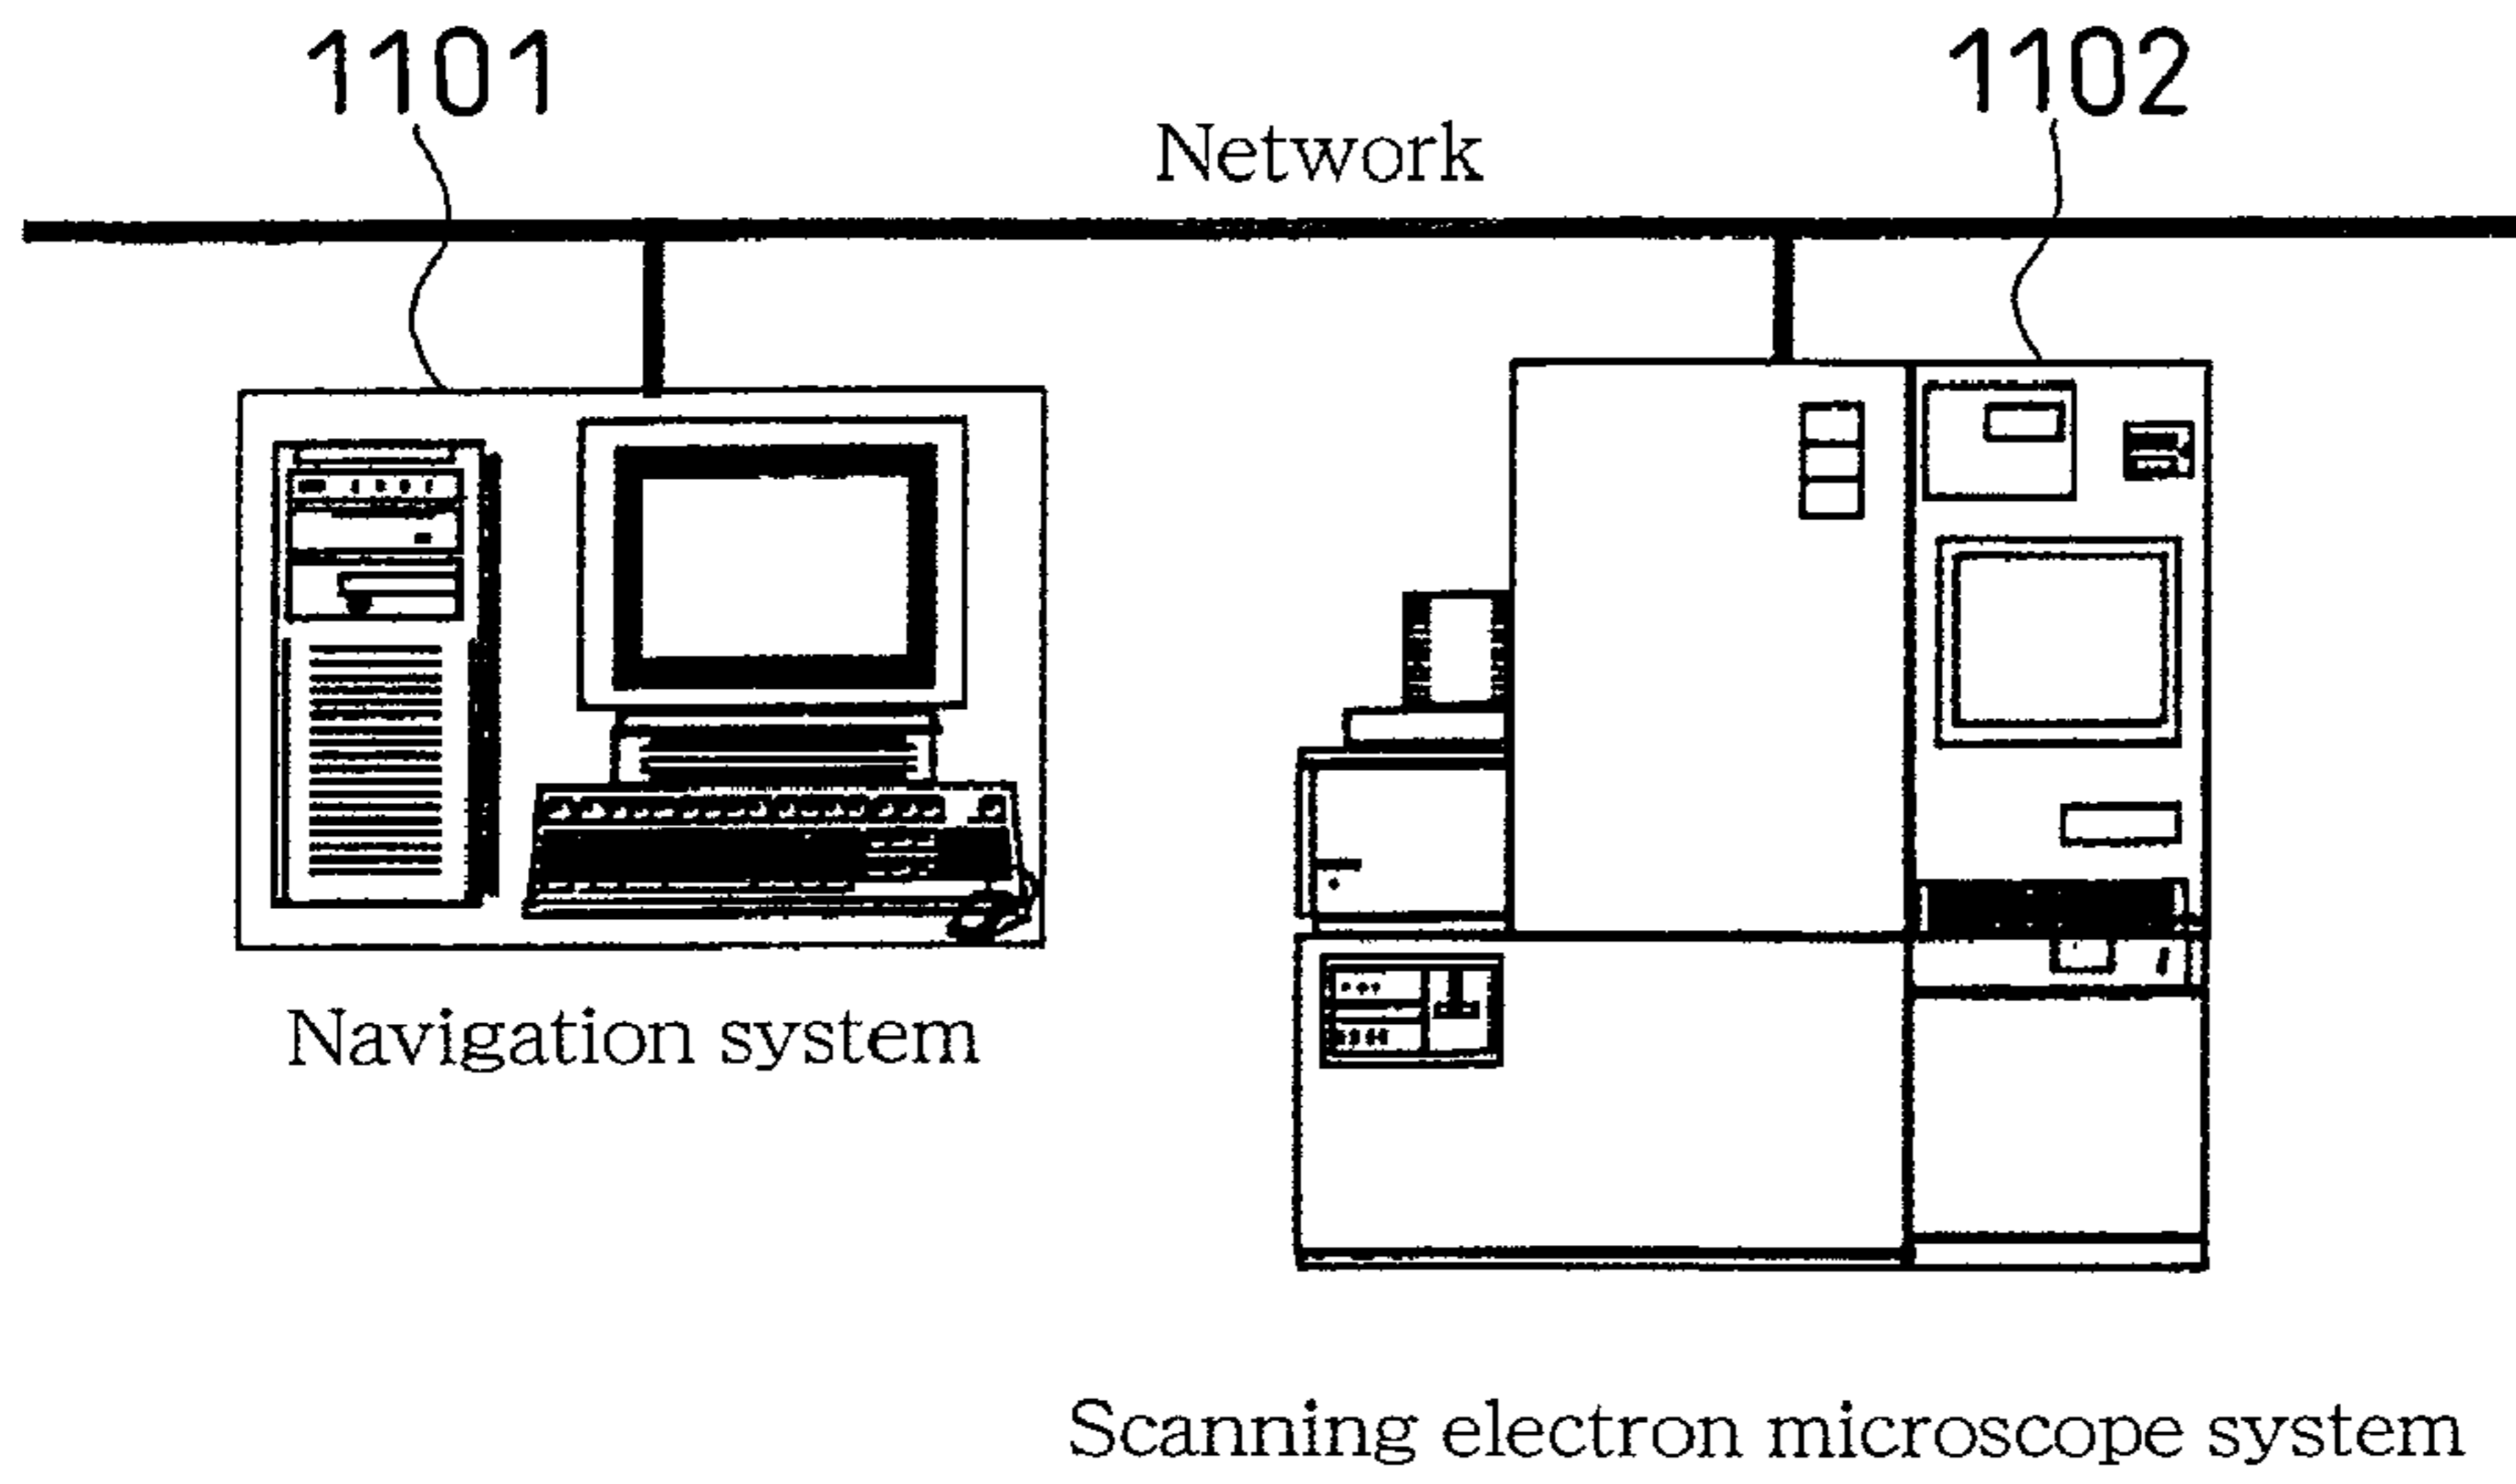 1101
1102
Network
Navigation system
Scanning electron microscope system